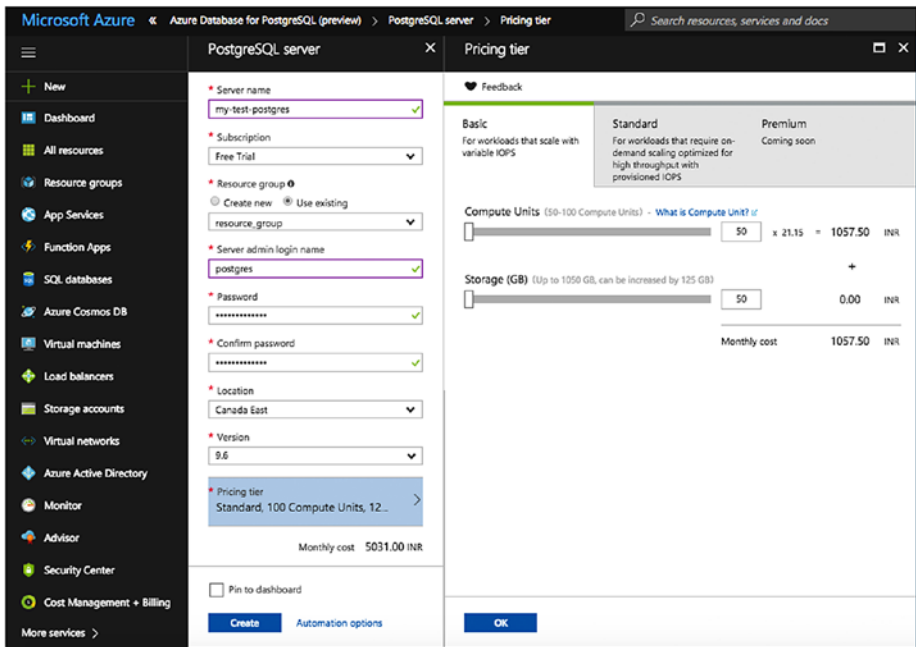 Microsoft Azure « Azure Database for PostgreSQL (preview) > PostgreSQL server > Pricing tier
Search resources, services and docs
New
Dashboard
All resources
Resource groups
App Services
Function Apps
SQL databases
Azure Cosmos DB
Virtual machines
Load balancers
Storage accounts
Virtual networks
Azure Active Directory
Monitor
Advisor
Security Center
Cost Management + Billing
More services >
PostgreSQL server
* Server name
my-test-postgres
* Subscription
Free Trial
* Resource group
Create new Use existing
resource_group
* Server admin login name
postgres
* Password
•••••••••••••
* Confirm password
•••••••••••••
* Location
Canada East
* Version
9.6
* Pricing tier
Standard, 100 Compute Units, 12...
Monthly cost 5031.00 INR
Pin to dashboard
Create Automation options
Pricing tier
Feedback
Basic
For workloads that scale with
variable IOPS
Standard
For workloads that require on-
demand scaling optimized for
high throughput with
provisioned IOPS
Premium
Coming soon
Compute Units (50-100 Compute Units) - What is Compute Unit?
50 x 21.15 = 1057.50 INR
+
Storage (GB) (Up to 1050 GB, can be increased by 125 GB)
50 0.00 INR
Monthly cost 1057.50 INR
OK